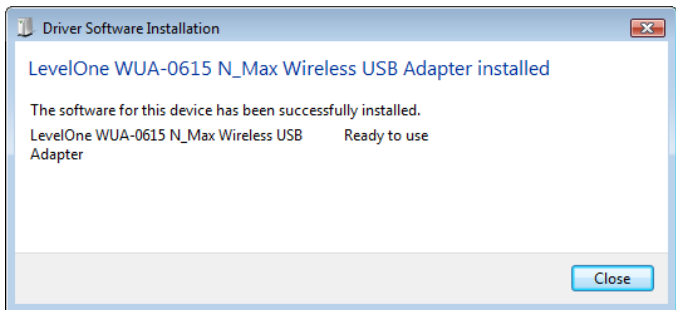 Driver Software Installation
LevelOne WUA-0615 N_Max Wireless USB Adapter installed
The software for this device has been successfully installed.
LevelOne WUA-0615 N_Max Wireless USB Ready to use
Adapter
Close